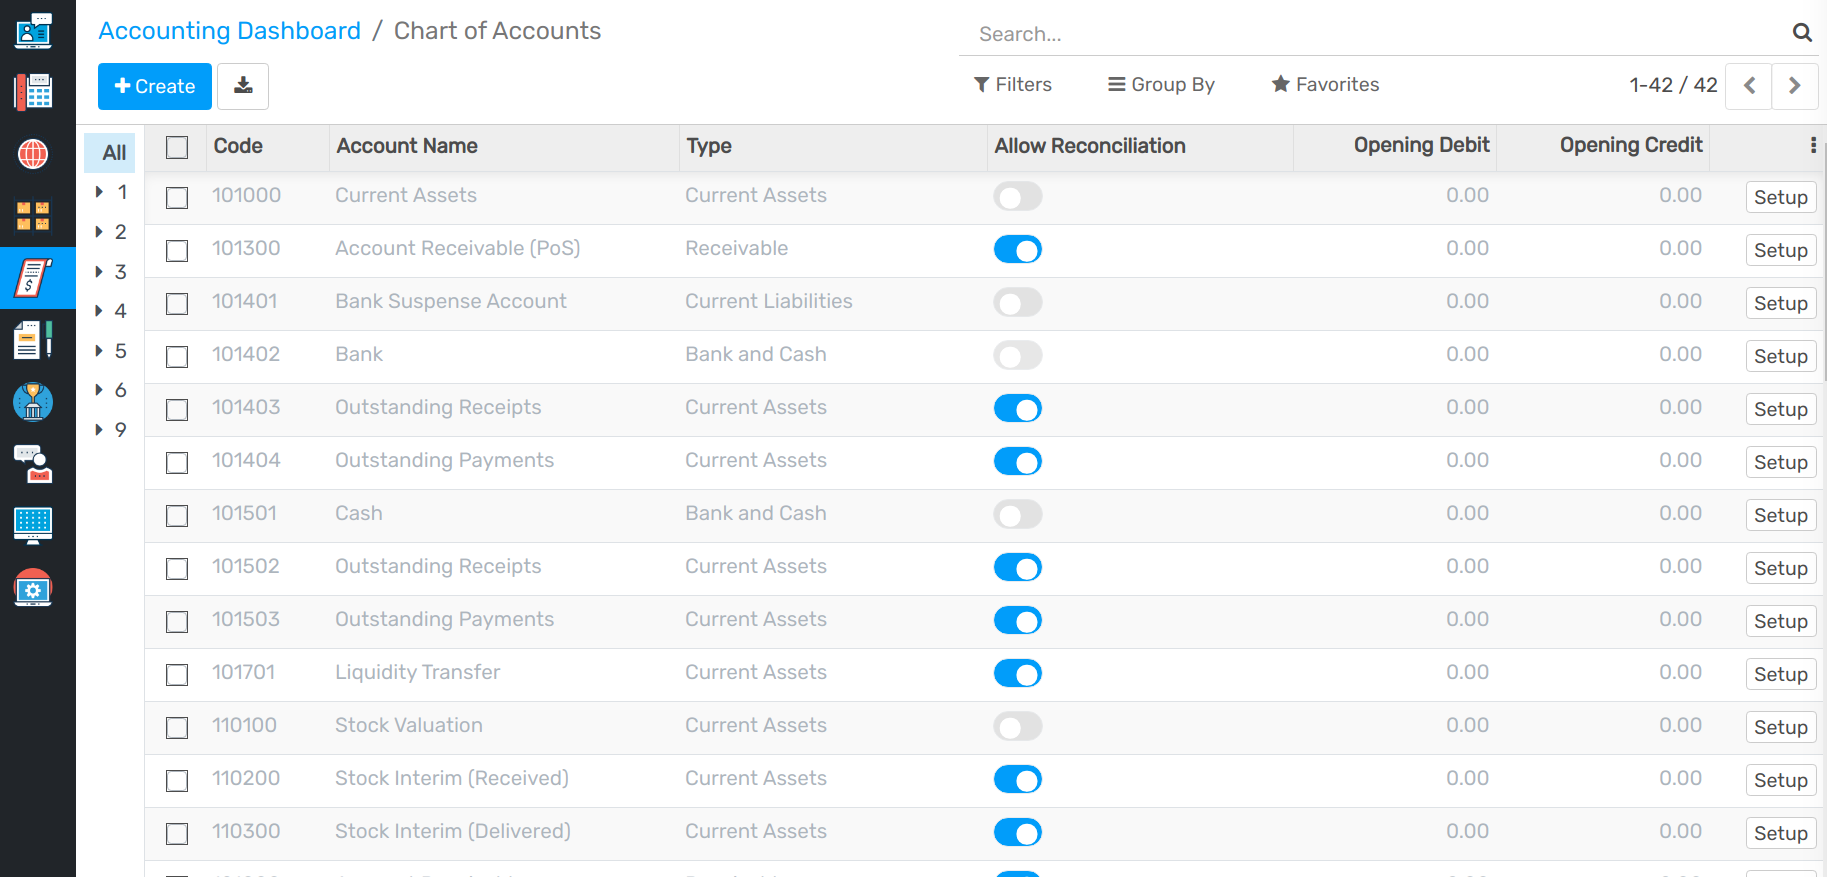 Accounting Dashboard / Chart of Accounts
Search...
Create
Filters
Group By
Favorites
1-42 / 42
All
1
2
3
4
5
6
9
Code Account Name Type Allow Reconciliation Opening Debit Opening Credit
101000 Current Assets Current Assets 0.00 0.00 Setup
101300 Account Receivable (PoS) Receivable 0.00 0.00 Setup
101401 Bank Suspense Account Current Liabilities 0.00 0.00 Setup
101402 Bank Bank and Cash 0.00 0.00 Setup
101403 Outstanding Receipts Current Assets 0.00 0.00 Setup
101404 Outstanding Payments Current Assets 0.00 0.00 Setup
101501 Cash Bank and Cash 0.00 0.00 Setup
101502 Outstanding Receipts Current Assets 0.00 0.00 Setup
101503 Outstanding Payments Current Assets 0.00 0.00 Setup
101701 Liquidity Transfer Current Assets 0.00 0.00 Setup
110100 Stock Valuation Current Assets 0.00 0.00 Setup
110200 Stock Interim (Received) Current Assets 0.00 0.00 Setup
110300 Stock Interim (Delivered) Current Assets 0.00 0.00 Setup